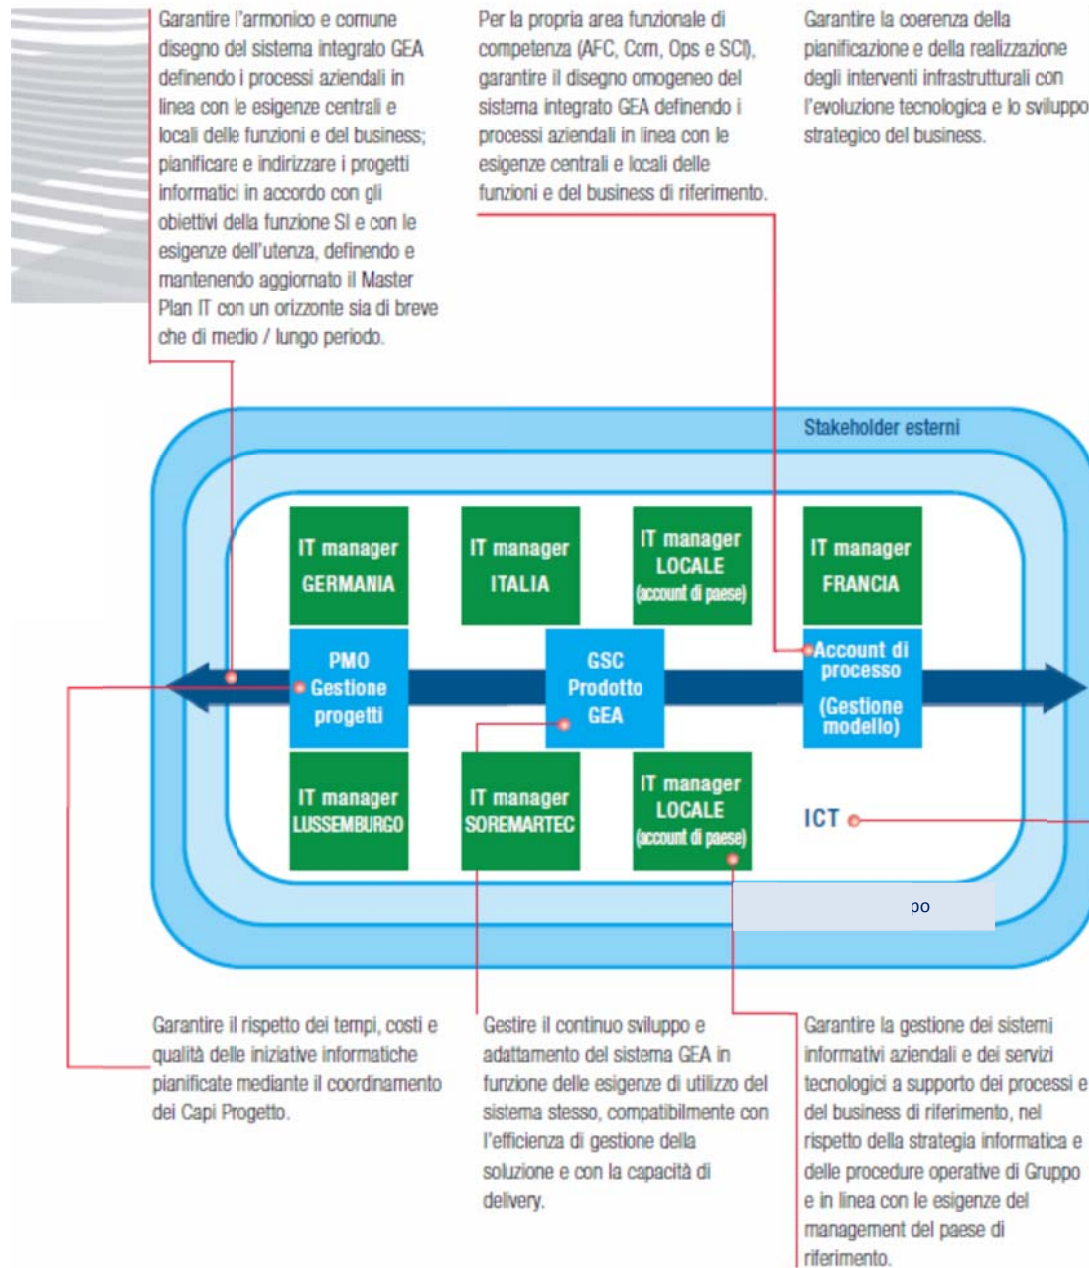 Garantire l'armonico e comune
disegno del sistema integrato GEA
definendo i processi aziendali in
linea con le esigenze centrali e
locali delle funzioni e del business;
pianificare e indirizzare i progetti
informatici in accordo con gli
obiettivi della funzione SI e con le
esigenze dell'utenza, definendo e
mantenendo aggiornato il Master
Plan IT con un orizzonte sia di breve
che di medio / lungo periodo.
Per la propria area funzionale di
competenza (AFC, Com, Ops e SCI),
garantire il disegno omogeneo del
sistema integrato GEA definendo i
processi aziendali in linea con le
esigenze centrali e locali delle
funzioni e del business di riferimento.
Garantire la coerenza della
pianificazione e della realizzazione
degli interventi infrastrutturali con
l'evoluzione tecnologica e lo sviluppo
strategico del business.
Stakeholder esterni
IT manager
GERMANIA
IT manager
ITALIA
IT manager
LOCALE
(account di paese)
IT manager
FRANCIA
PMO
Gestione
progetti
GSC
Prodotto
GEA
Account di
processo
(Gestione
modello)
IT manager
LUSSEMBURGO
IT manager
SOREMARTEC
IT manager
LOCALE
(account di paese)
ICT
po
Garantire il rispetto dei tempi, costi e
qualità delle iniziative informatiche
pianificate mediante il coordinamento
dei Capi Progetto.
Gestire il continuo sviluppo e
adattamento del sistema GEA in
funzione delle esigenze di utilizzo del
sistema stesso, compatibilmente con
l'efficienza di gestione della
soluzione e con la capacità di
delivery.
Garantire la gestione dei sistemi
informativi aziendali e dei servizi
tecnologici a supporto dei processi e
del business di riferimento, nel
rispetto della strategia informatica e
delle procedure operative di Gruppo
e in linea con le esigenze del
management del paese di
riferimento.